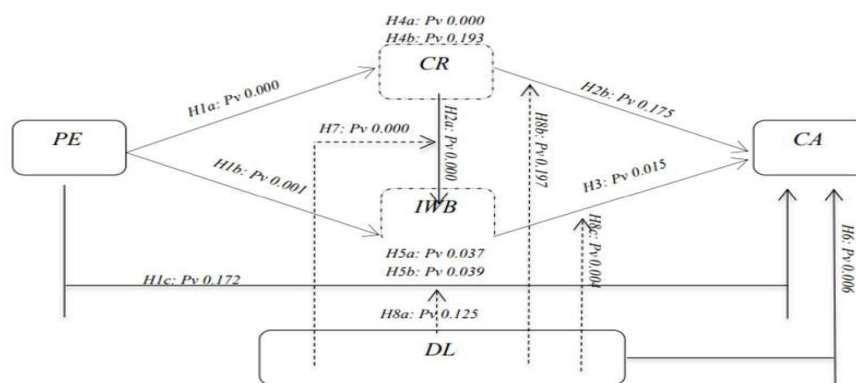 H4a: Pv 0.000
H4b: Pv 0.193
CR
H1a: Pv 0.000
H2b: Pv 0.175
H7: Pv 0.000
H2a: Pv 0.000
H8b: Pv 0.197
PE
CA
H1b: Pv 0.001
H3: Pv 0.015
IWB
H5a: Pv 0.037
H5b: Pv 0.039
H8c: Pv 0.004
H6: Pv 0.006
H1c: Pv 0.172
H8a: Pv 0.125
DL